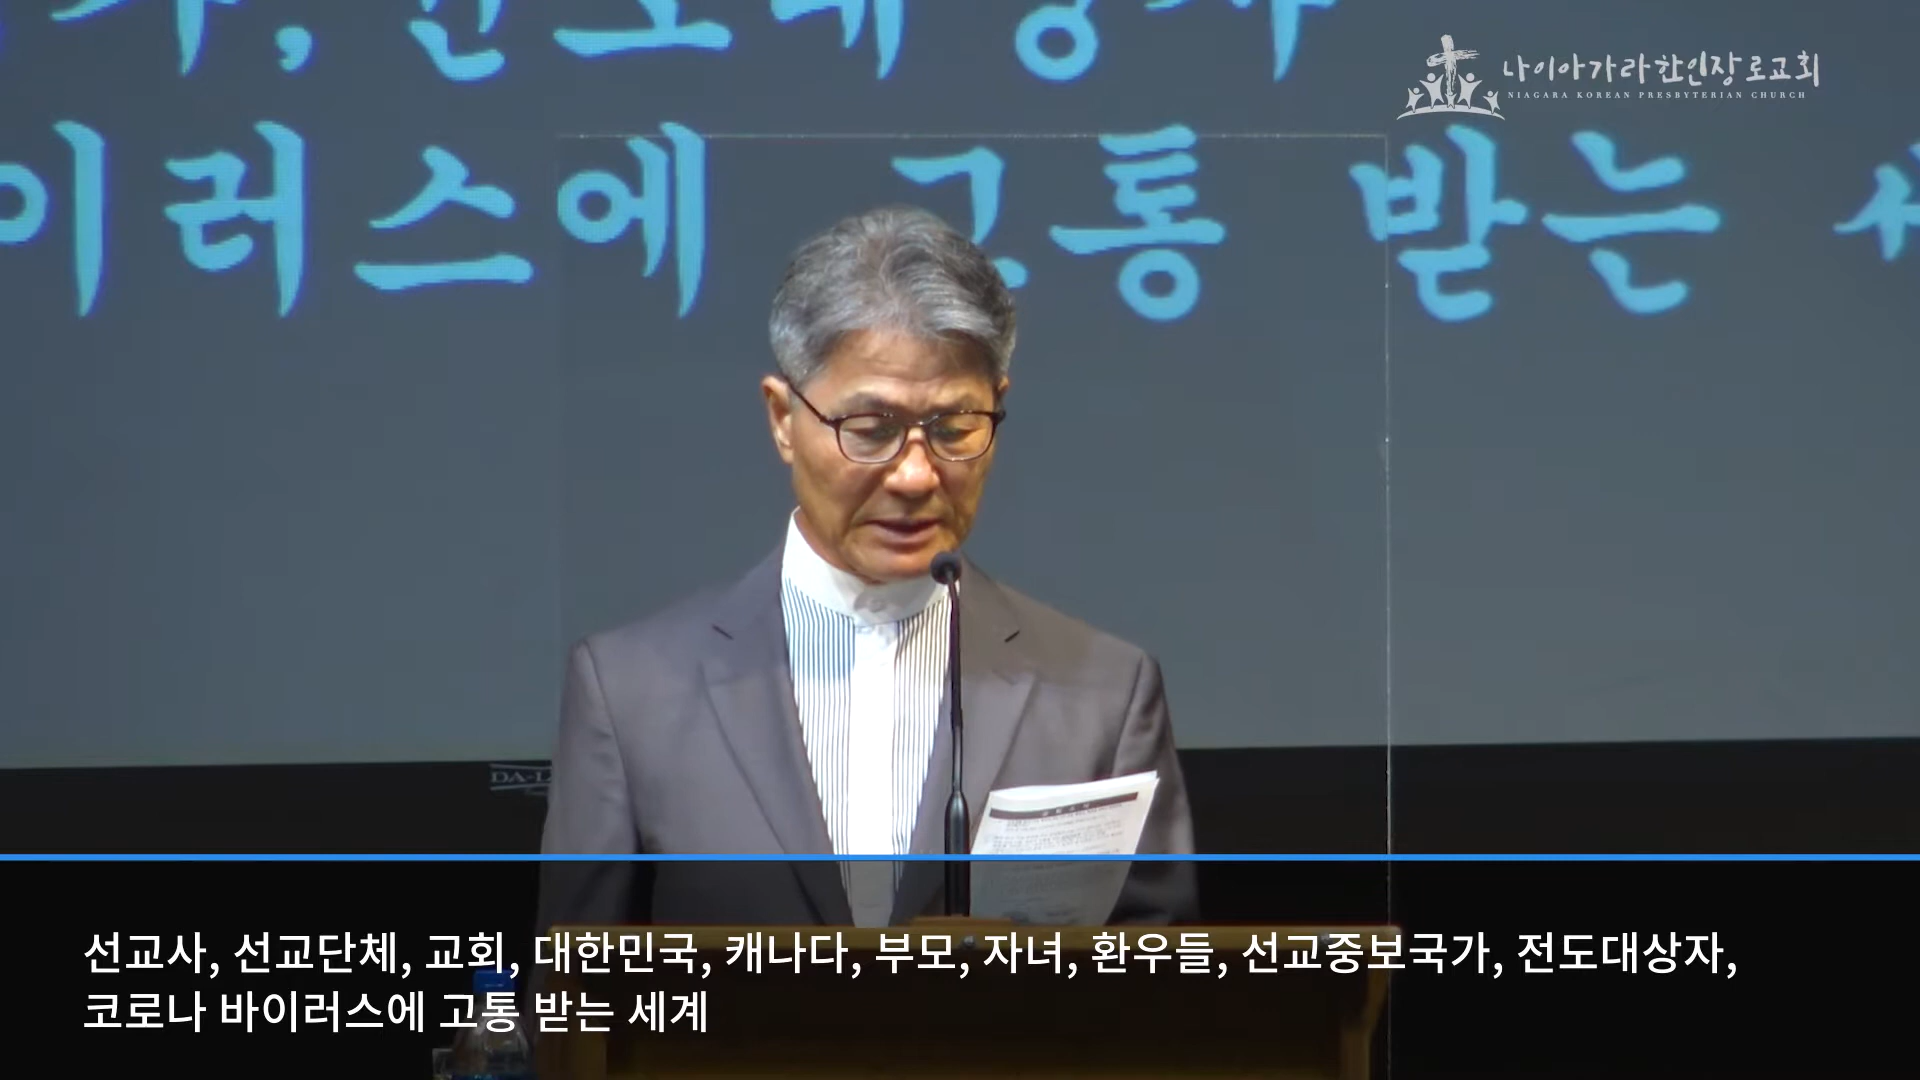 나이아가라한인장로교회
NIAGARA KOREAN PRESBYTERIAN CHURCH
이러스에 고통 받는
선교사, 선교단체, 교회, 대한민국, 캐나다, 부모, 자녀, 환우들, 선교중보국가, 전도대상자,
코로나 바이러스에 고통 받는 세계